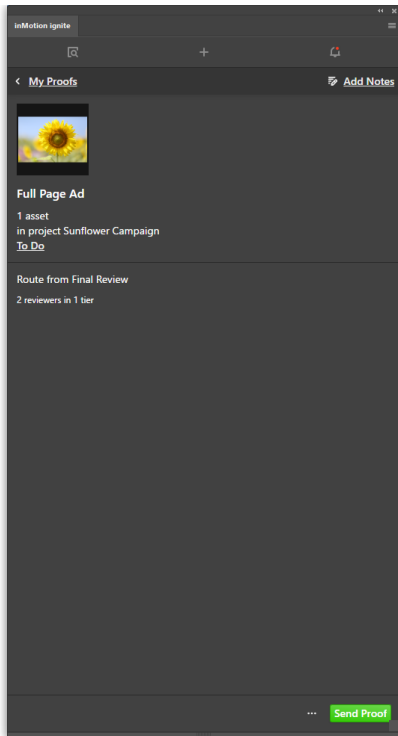 inMotion ignite
My Proofs
Add Notes
Full Page Ad
1 asset
in project Sunflower Campaign
To Do
Route from Final Review
2 reviewers in 1 tier
Send Proof